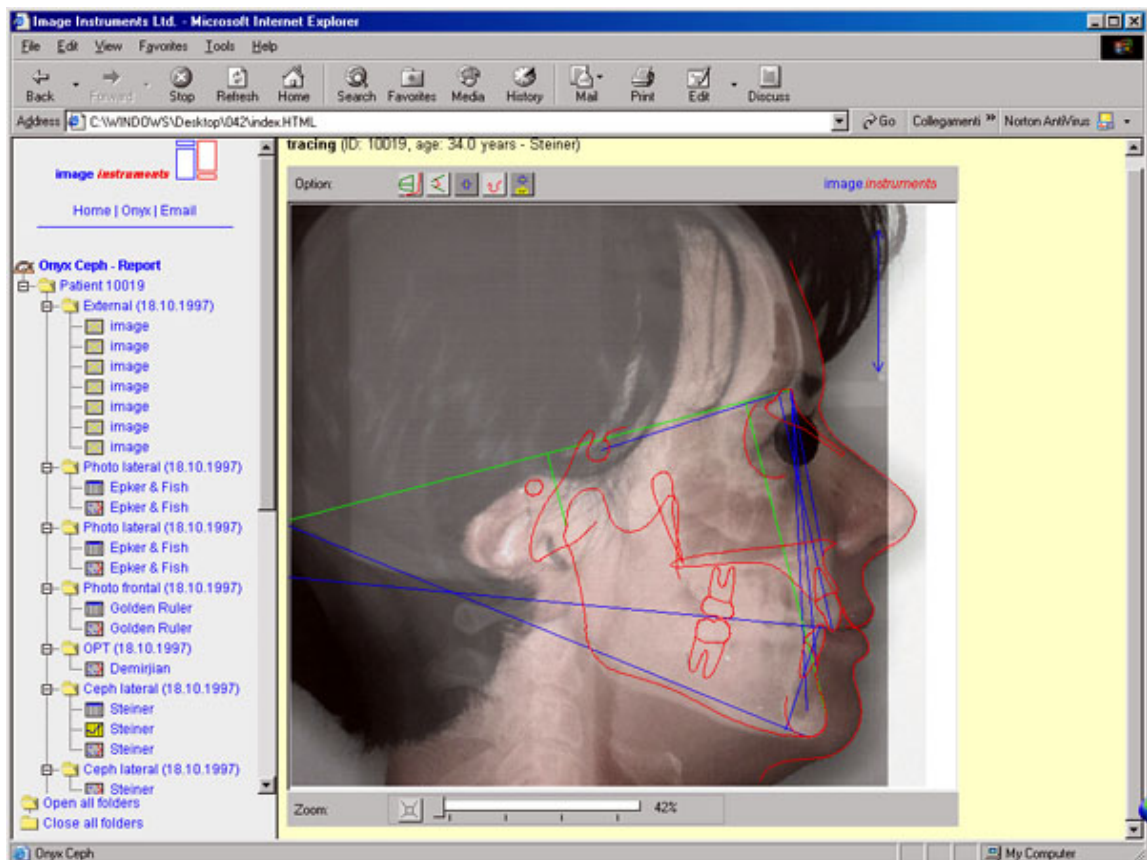 Image Instruments Ltd. - Microsoft Internet Explorer
File Edit View Favorites Tools Help
Back Forward Stop Refresh Home Search Favorites Media History Mail Print Edit Discuss
Address C:\WINDOWS\Desktop\042\index.HTML Go Collegamenti » Norton AntiVirus
tracing (ID: 10019, age: 34.0 years - Steiner)
image instruments
Option: image.instruments
Home | Onyx | Email
Onyx Ceph - Report
Patient 10019
External (18.10.1997)
image
image
image
image
image
image
image
Photo lateral (18.10.1997)
Epker & Fish
Epker & Fish
Photo lateral (18.10.1997)
Epker & Fish
Epker & Fish
Photo frontal (18.10.1997)
Golden Ruler
Golden Ruler
OPT (18.10.1997)
Demirjian
Ceph lateral (18.10.1997)
Steiner
Steiner
Steiner
Ceph lateral (18.10.1997)
Steiner
Open all folders
Close all folders
Zoom: 42%
Onyx Ceph My Computer